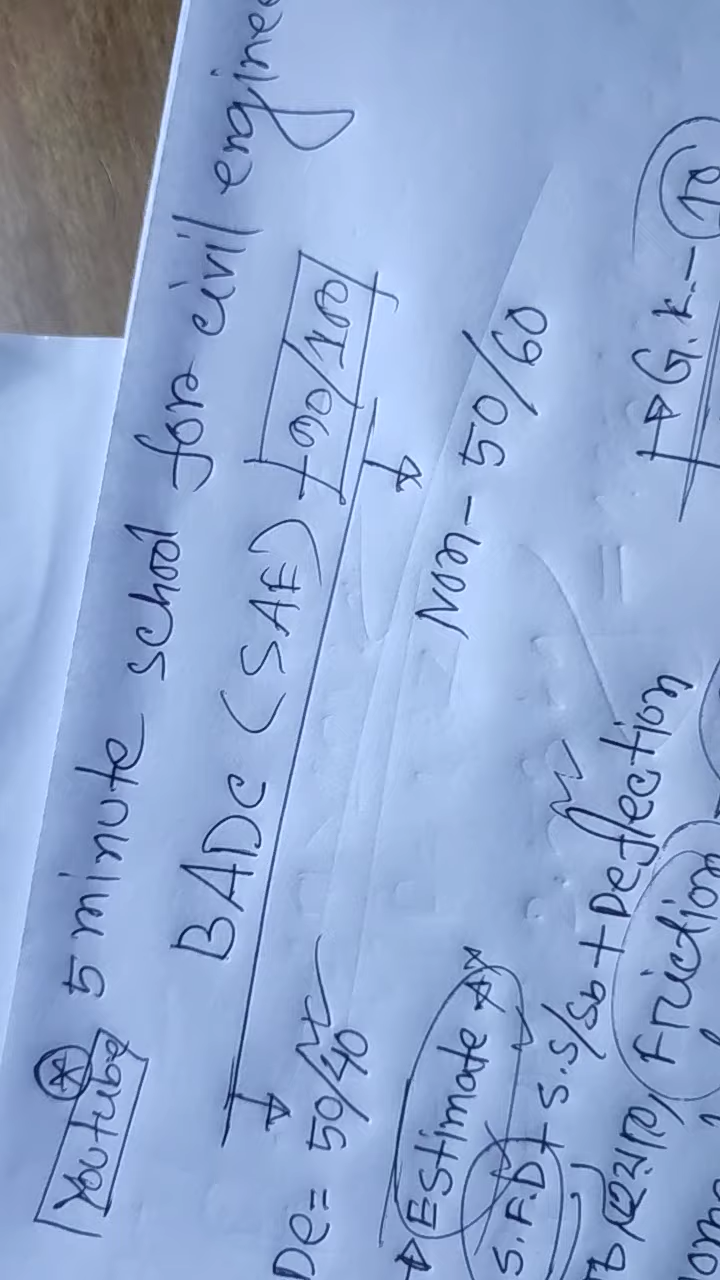 Youtube 5 minute school for civil enginee
BADC (SAE) - 90/100
De = 50/40
Non - 50/60
Estimate
G.K. - 10
S.F.D + S.S/Sb + Deflection
Friction